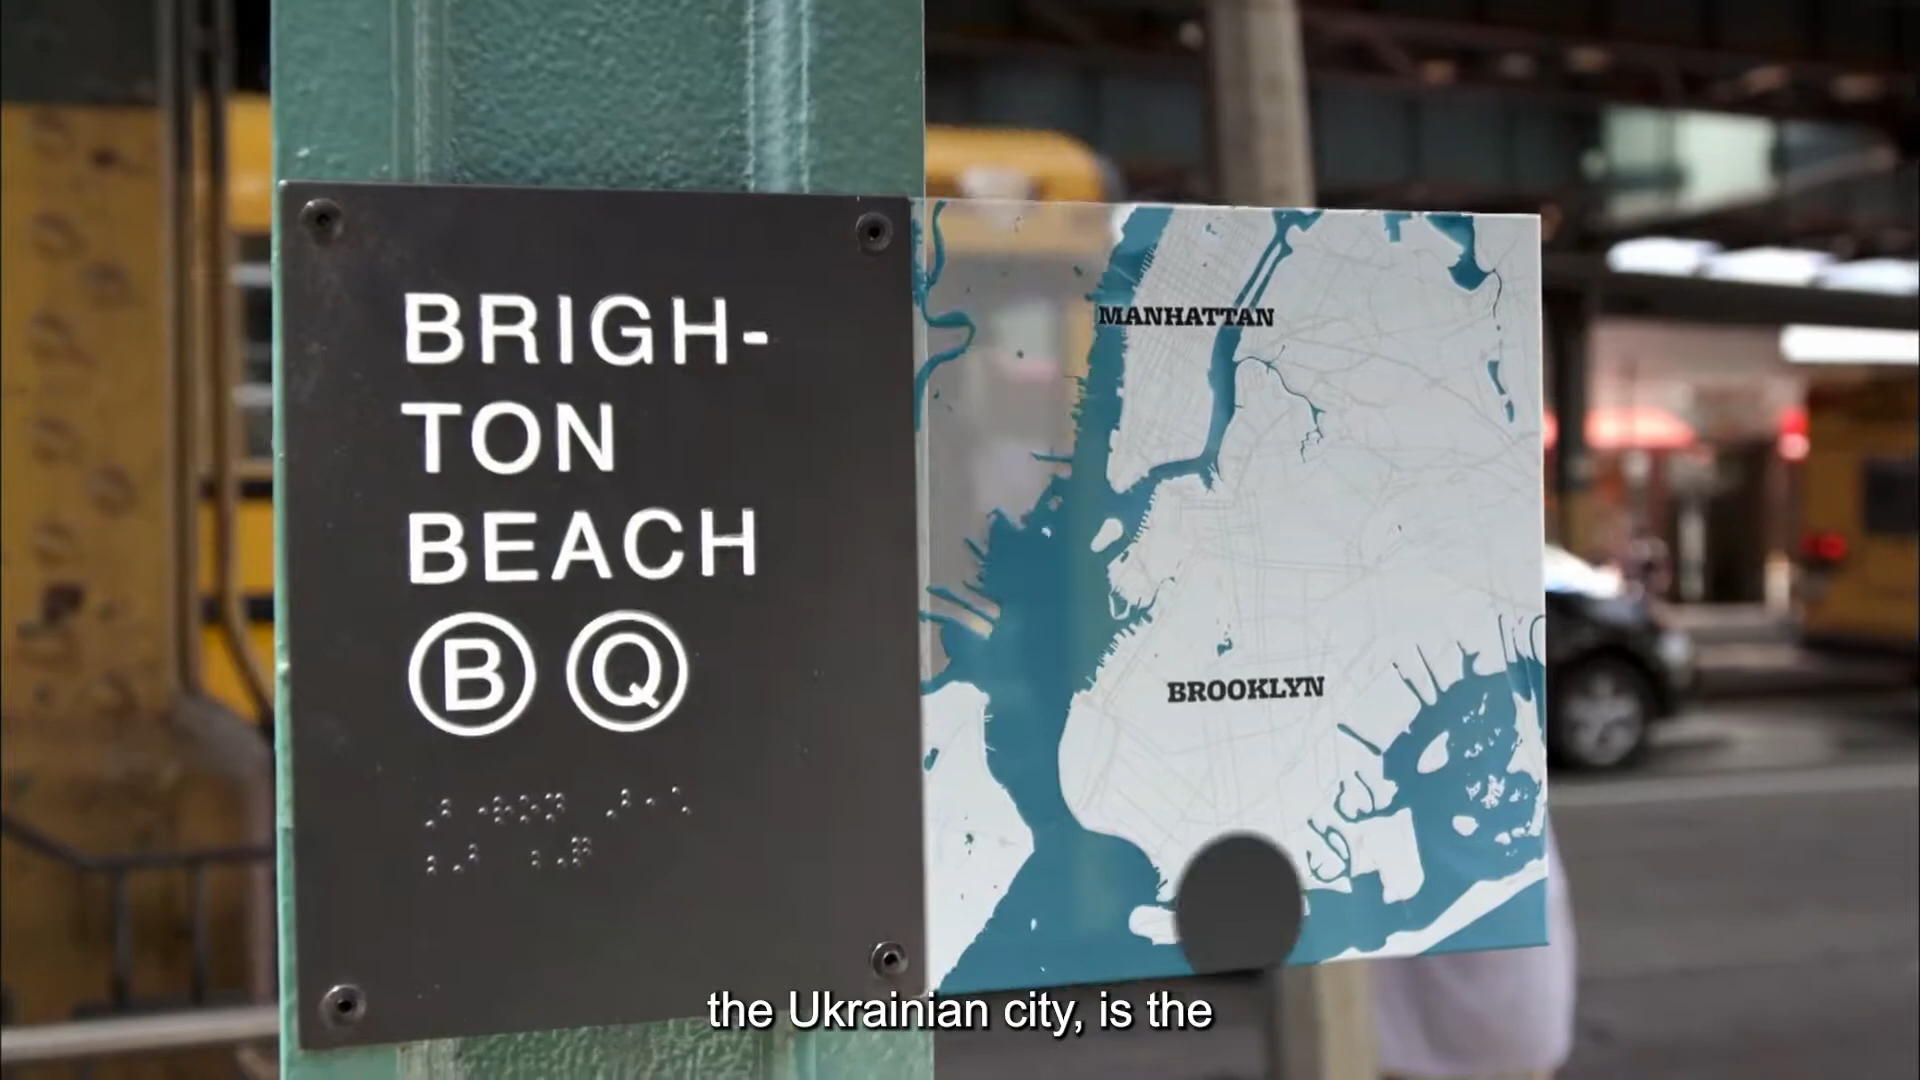 BRIGH-
TON
BEACH
B Q
MANHATTAN
BROOKLYN
the Ukrainian city, is the